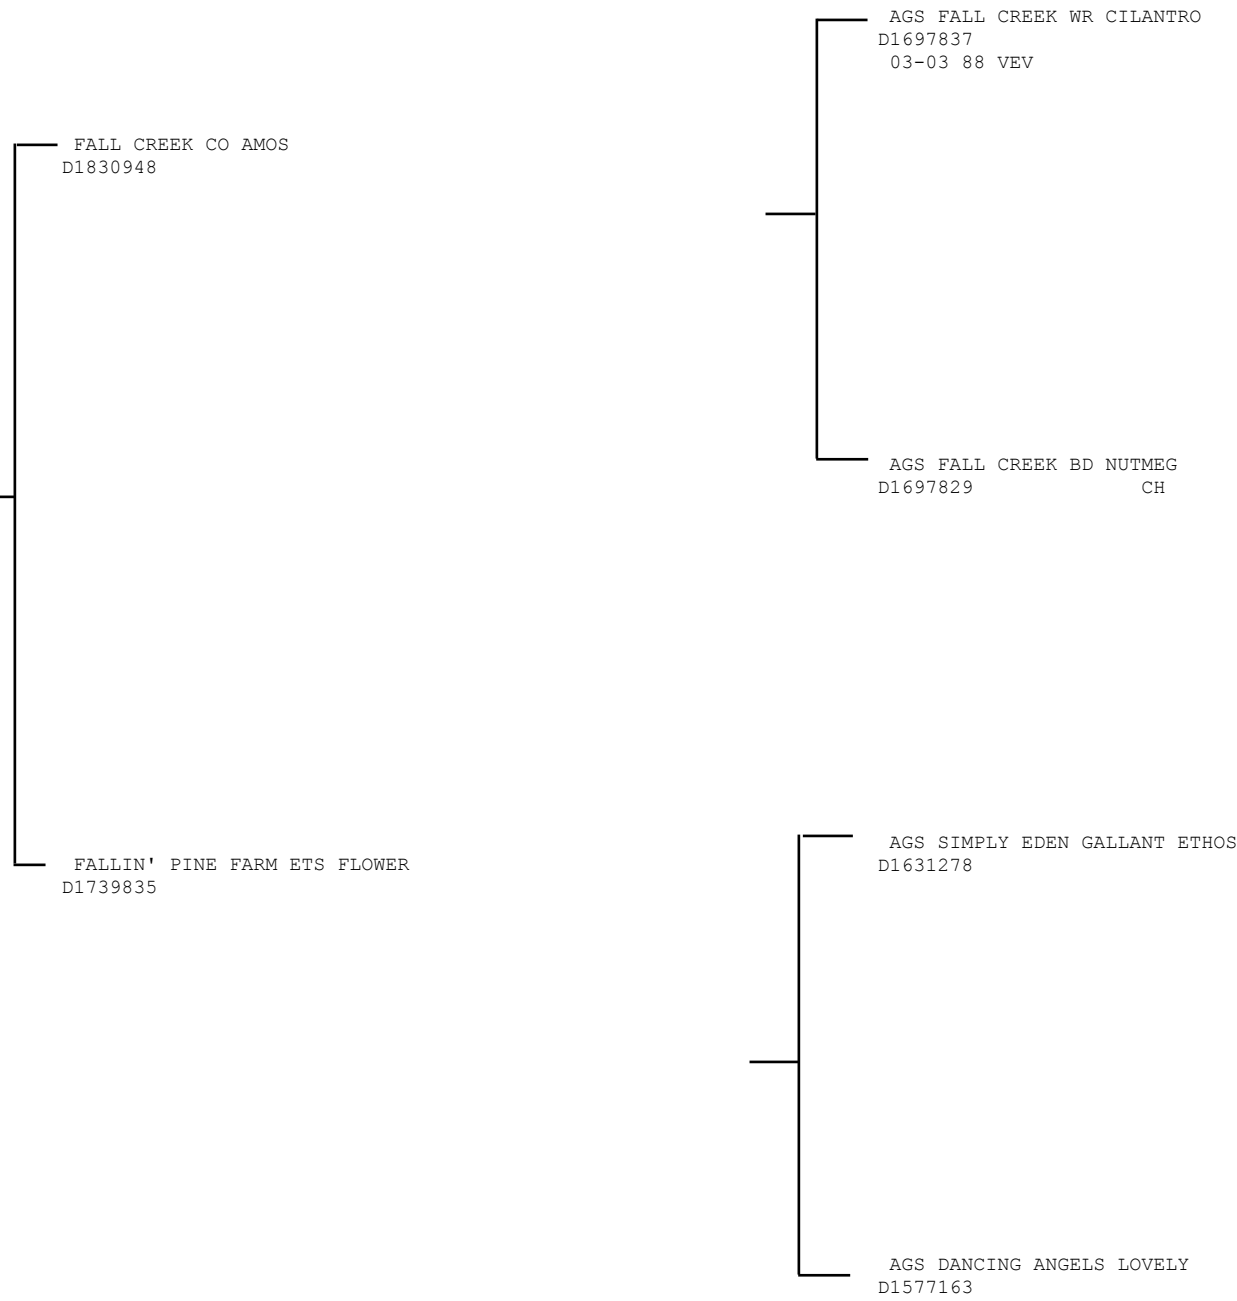 AGS FALL CREEK WR CILANTRO
D1697837
03-03 88 VEV
FALL CREEK CO AMOS
D1830948
AGS FALL CREEK BD NUTMEG
D1697829 CH
AGS SIMPLY EDEN GALLANT ETHOS
D1631278
FALLIN' PINE FARM ETS FLOWER
D1739835
AGS DANCING ANGELS LOVELY
D1577163